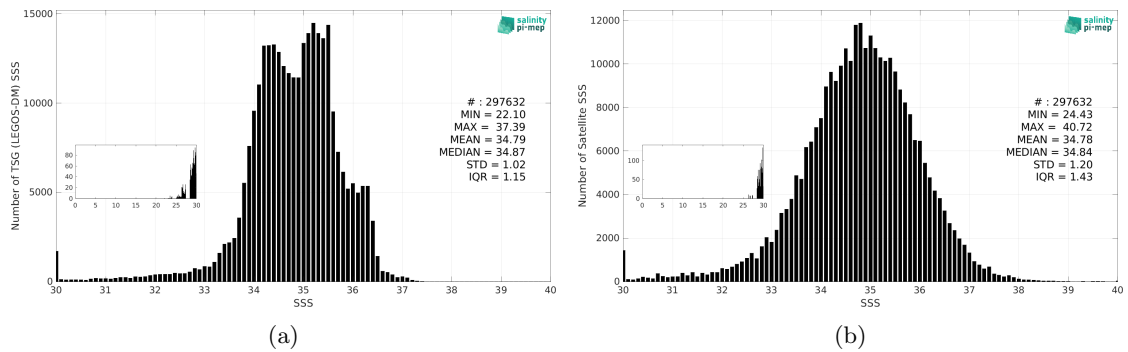 15000
10000
5000
0
Number of TSG (LEGOS-DM) SSS
salinity
pi-mep
# : 297632
MIN = 22.10
MAX = 37.39
MEAN = 34.79
MEDIAN = 34.87
STD = 1.02
IQR = 1.15
80
60
40
20
0
0 5 10 15 20 25 30
30 31 32 33 34 35 36 37 38 39 40
SSS
(a)
12000
10000
8000
6000
4000
2000
0
Number of Satellite SSS
salinity
pi-mep
# : 297632
MIN = 24.43
MAX = 40.72
MEAN = 34.78
MEDIAN = 34.84
STD = 1.20
IQR = 1.43
100
50
0
0 5 10 15 20 25 30
30 31 32 33 34 35 36 37 38 39 40
SSS
(b)